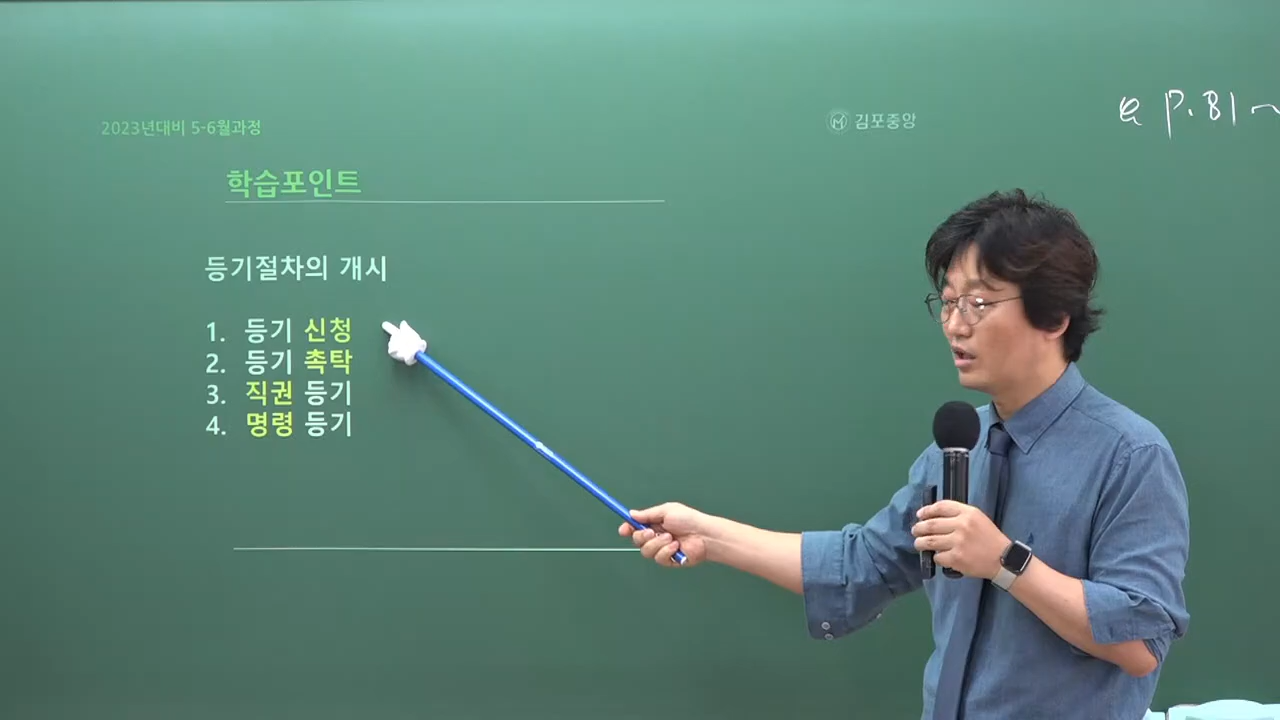 2023년대비 5-6월과정
김포중앙
P.81~
학습포인트
등기절차의 개시
1. 등기 신청
2. 등기 촉탁
3. 직권 등기
4. 명령 등기